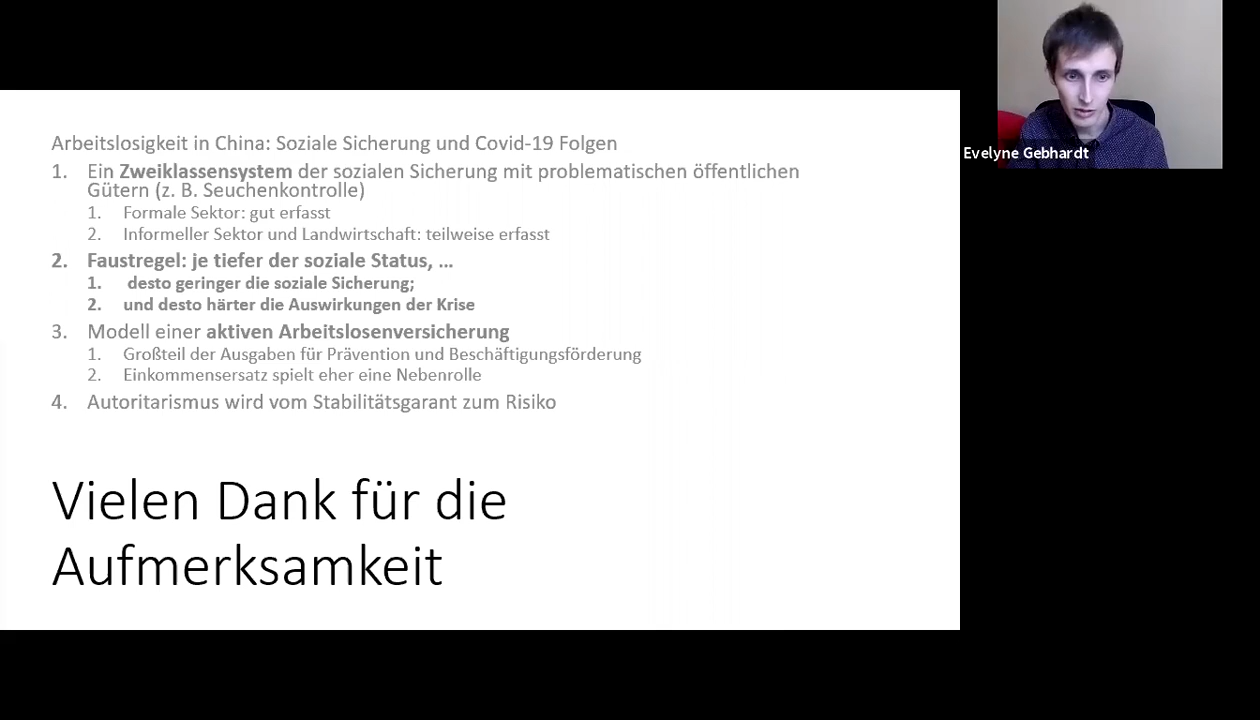 Arbeitslosigkeit in China: Soziale Sicherung und Covid-19 Folgen
1. Ein Zweiklassensystem der sozialen Sicherung mit problematischen öffentlichen
Gütern (z. B. Seuchenkontrolle)
1. Formale Sektor: gut erfasst
2. Informeller Sektor und Landwirtschaft: teilweise erfasst
2. Faustregel: je tiefer der soziale Status, ...
1. desto geringer die soziale Sicherung;
2. und desto härter die Auswirkungen der Krise
3. Modell einer aktiven Arbeitslosenversicherung
1. Großteil der Ausgaben für Prävention und Beschäftigungsförderung
2. Einkommensersatz spielt eher eine Nebenrolle
4. Autoritarismus wird vom Stabilitätsgarant zum Risiko
Vielen Dank für die
Aufmerksamkeit
Evelyne Gebhardt